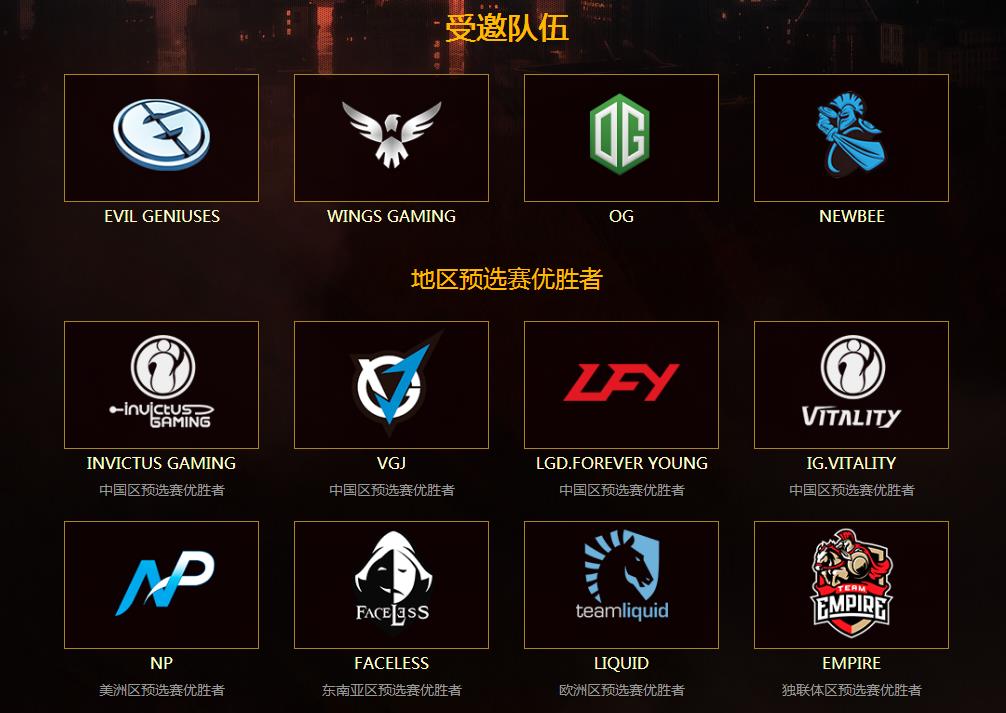 受邀队伍
EVIL GENIUSES
WINGS GAMING
OG
OG
NEWBEE
地区预选赛优胜者
invictus
GAMING
VG
LFY
VITALITY
INVICTUS GAMING
VGJ
LGD.FOREVER YOUNG
IG.VITALITY
中国区预选赛优胜者
中国区预选赛优胜者
中国区预选赛优胜者
中国区预选赛优胜者
NP
FACELESS
teamliquid
TEAM
EMPIRE
NP
FACELESS
LIQUID
EMPIRE
美洲区预选赛优胜者
东南亚区预选赛优胜者
欧洲区预选赛优胜者
独联体区预选赛优胜者